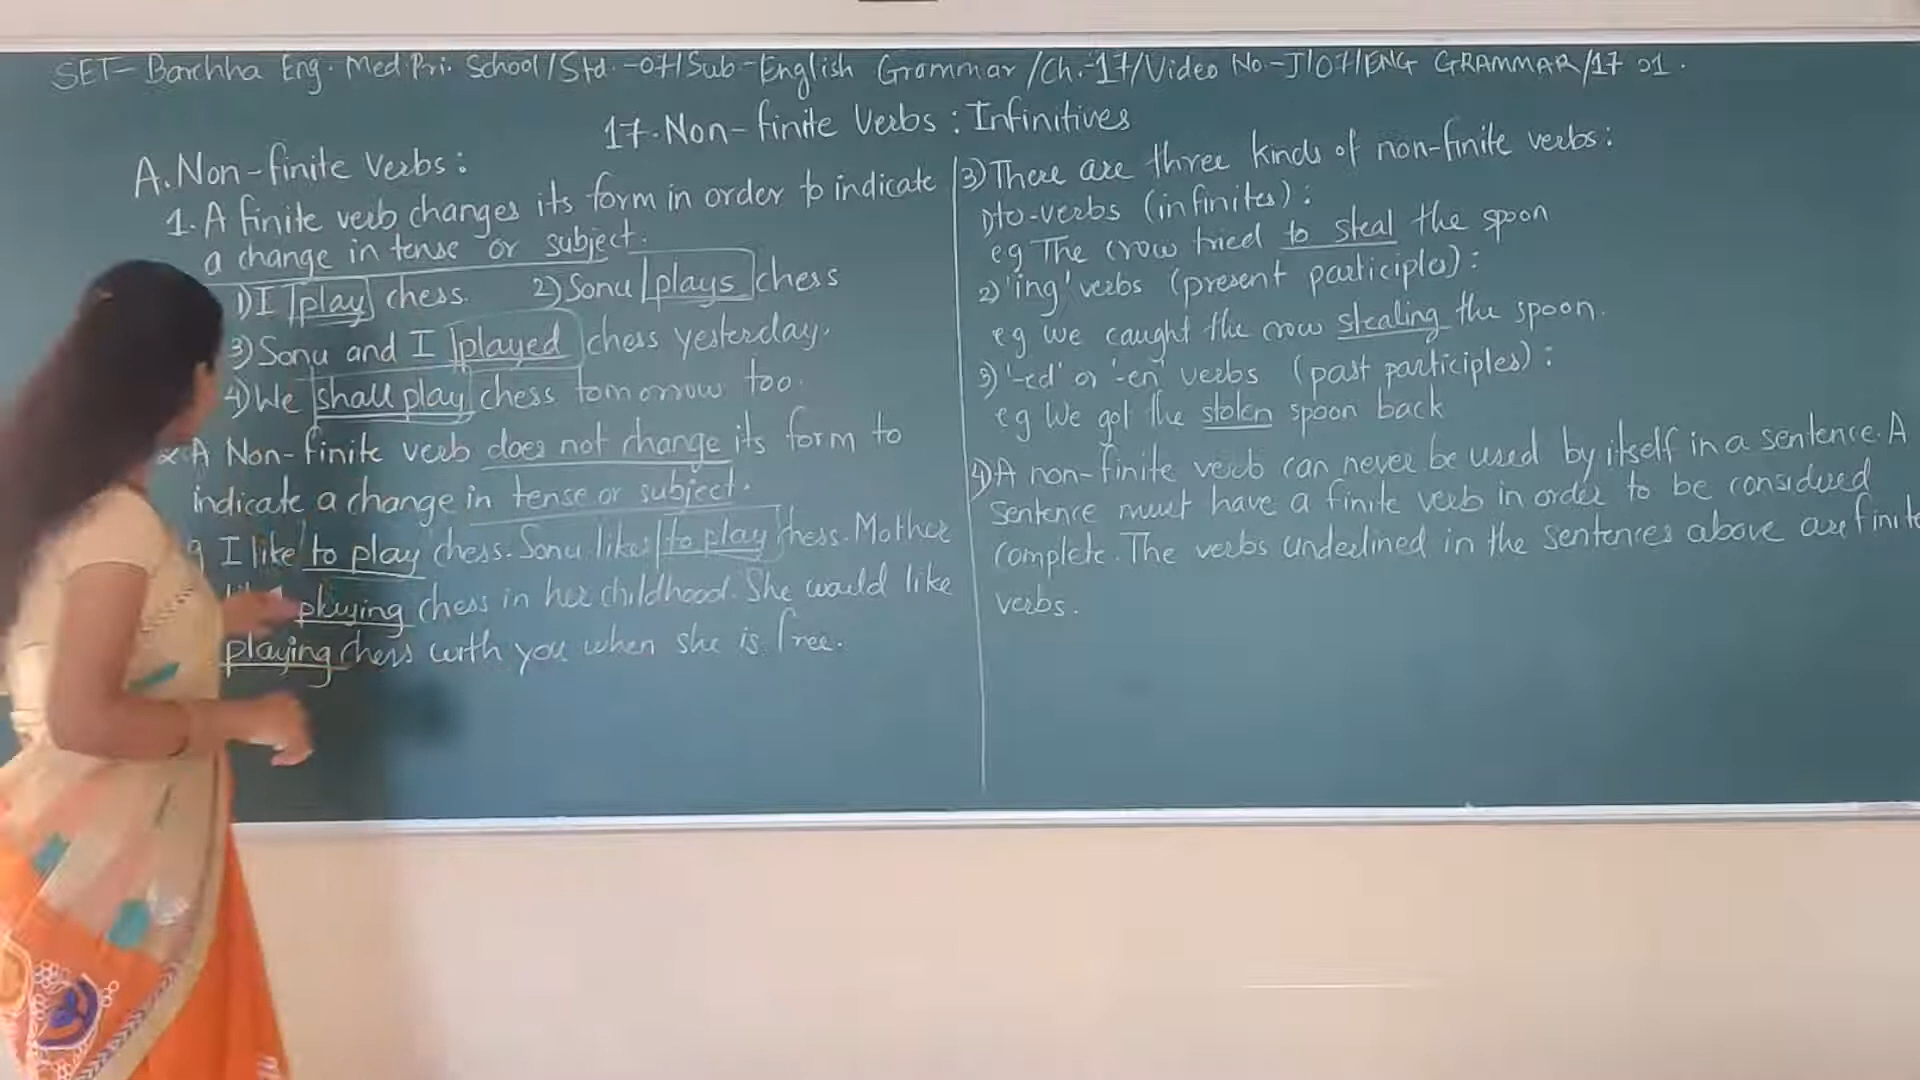 SET- Barchha Eng. Med Pri. School/Std.-07/Sub-English Grammar/Ch.-17/Video No-J/07/ENG GRAMMAR/17 01.
17. Non-finite Verbs : Infinitives
A. Non-finite Verbs:
1. A finite verb changes its form in order to indicate
a change in tense or subject.
1) I play chess. 2) Sonu plays chess
3) Sonu and I played chess yesterday.
4) We shall play chess tomorrow too.
A Non-finite verb does not change its form to
indicate a change in tense or subject.
I like to play chess. Sonu likes to play chess. Mother
playing chess in her childhood. She would like
playing chess with you when she is free.
3) There are three kinds of non-finite verbs:
1) to-verbs (infinites):
eg The crow tried to steal the spoon
2) 'ing' verbs (present participles):
eg We caught the crow stealing the spoon.
3) '-ed' or '-en' verbs (past participles):
eg We got the stolen spoon back
4) A non-finite verb can never be used by itself in a sentence. A
sentence must have a finite verb in order to be considered
complete. The verbs underlined in the sentences above are finite
verbs.